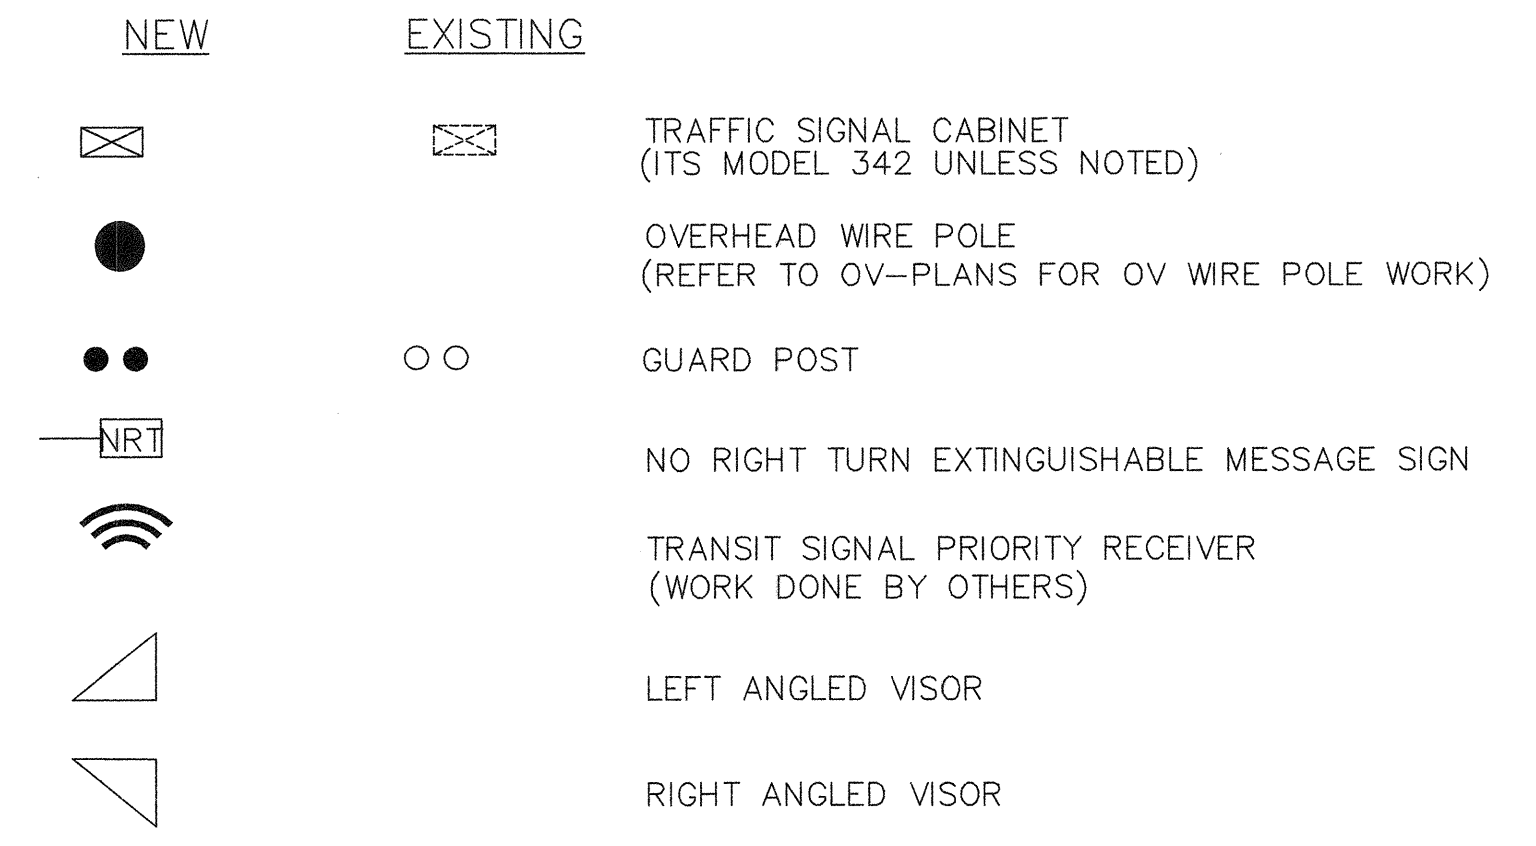 NEW EXISTING
TRAFFIC SIGNAL CABINET
(ITS MODEL 342 UNLESS NOTED)
OVERHEAD WIRE POLE
(REFER TO OV-PLANS FOR OV WIRE POLE WORK)
GUARD POST
NRT
NO RIGHT TURN EXTINGUISHABLE MESSAGE SIGN
TRANSIT SIGNAL PRIORITY RECEIVER
(WORK DONE BY OTHERS)
LEFT ANGLED VISOR
RIGHT ANGLED VISOR